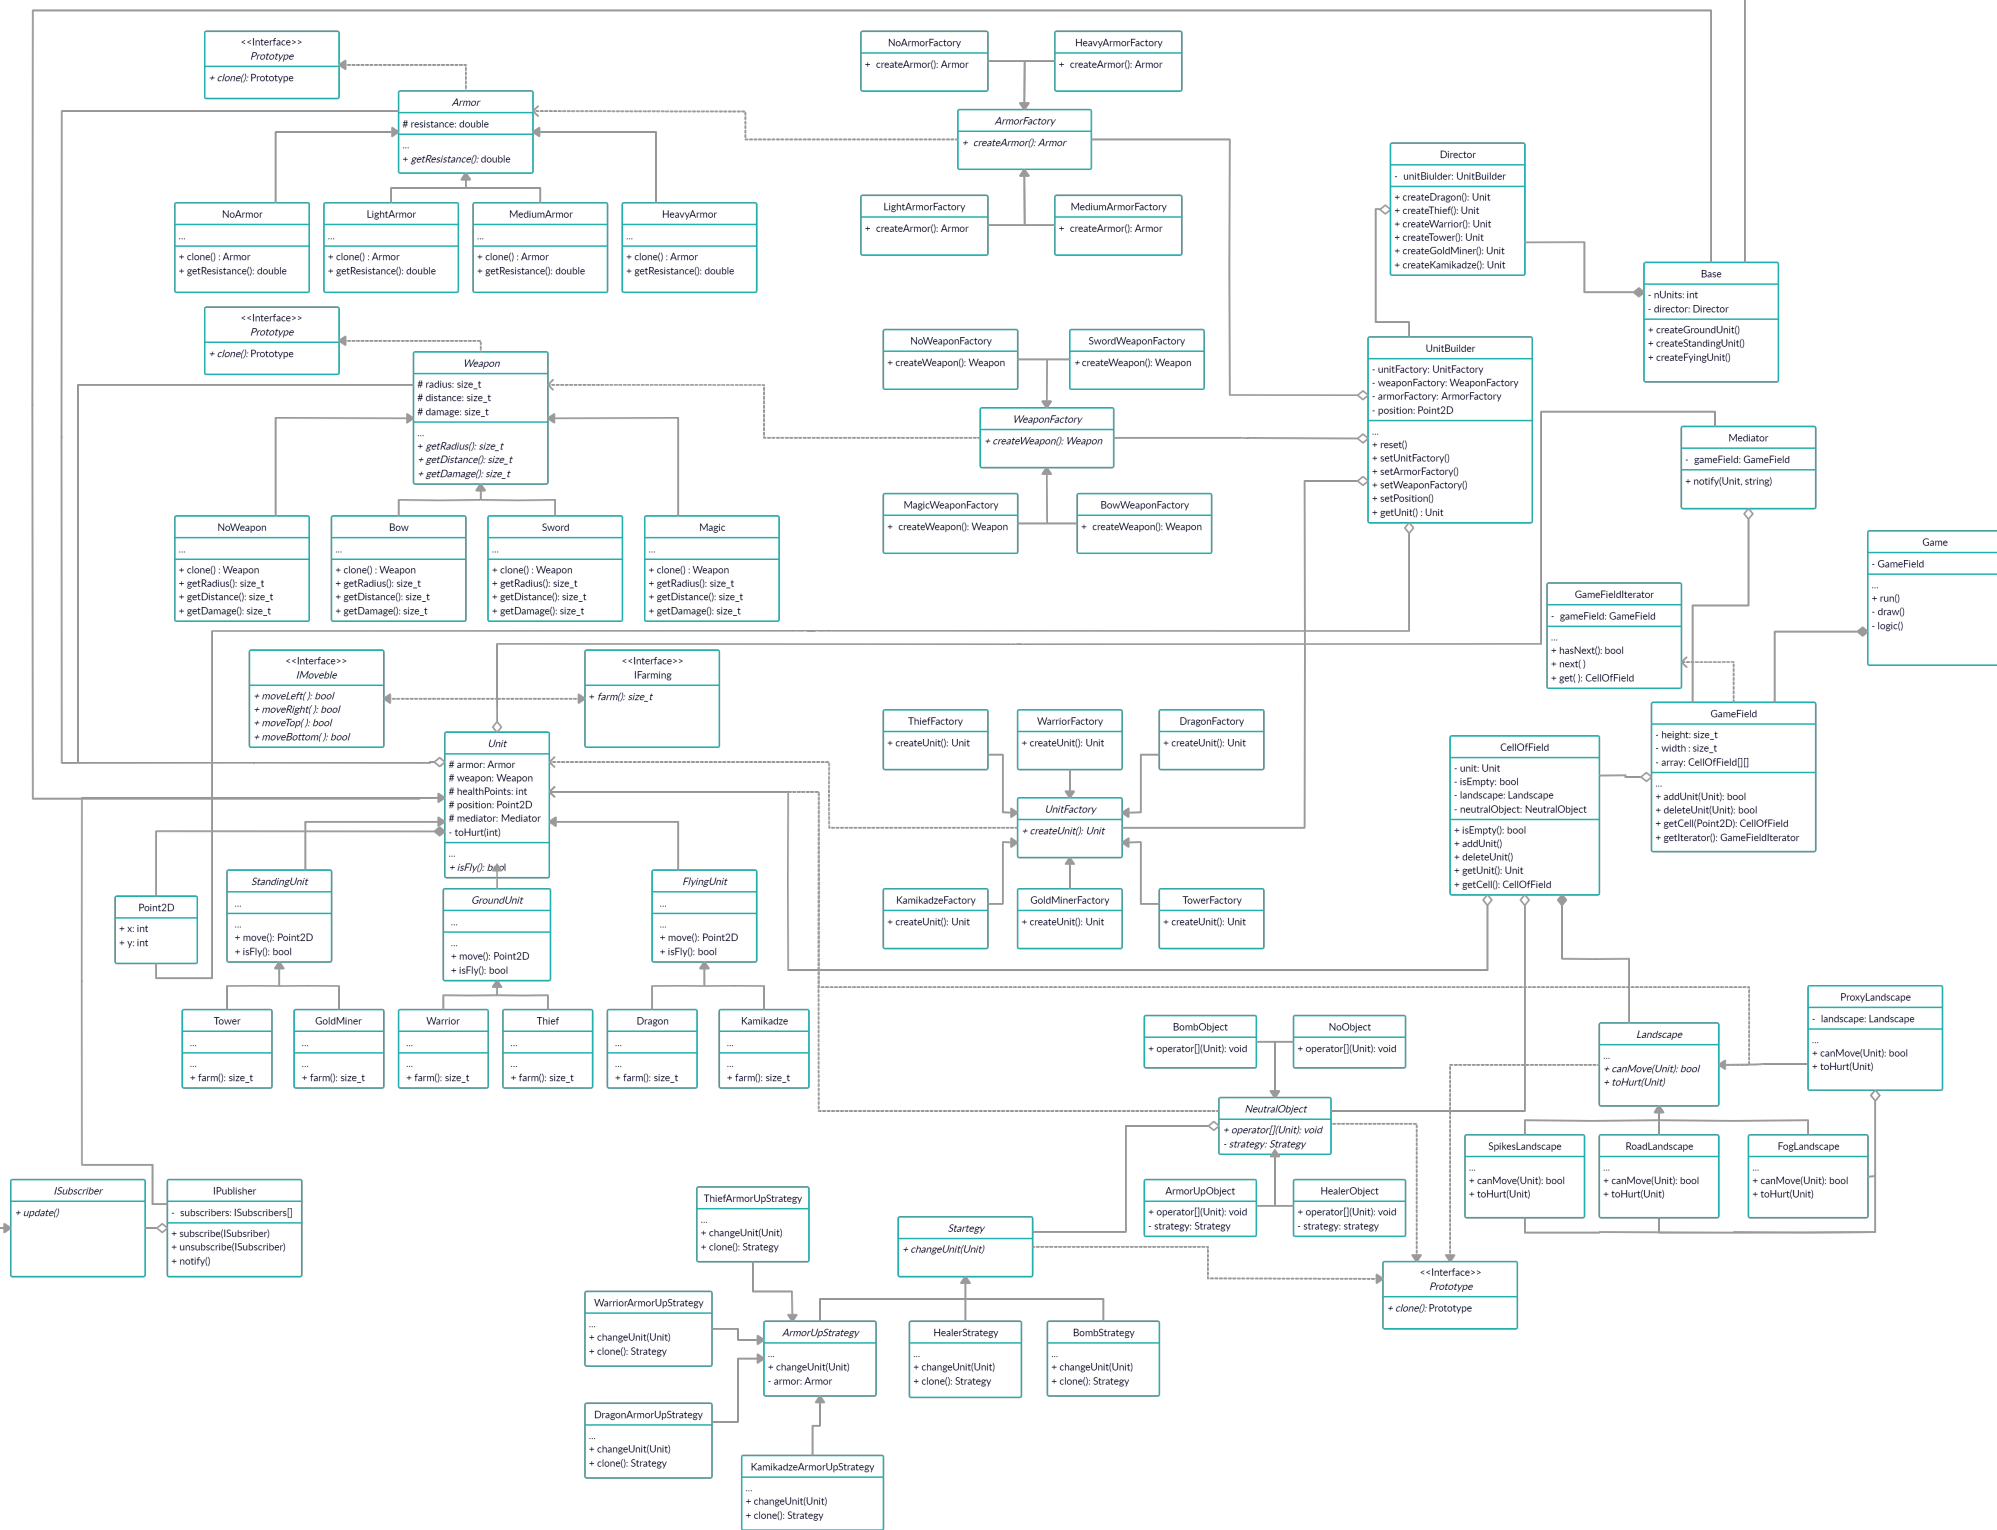 <<Interface>>
Prototype
+ clone(): Prototype
Armor
# resistance: double
...
+ getResistance(): double
NoArmor
...
+ clone() : Armor
+ getResistance(): double
LightArmor
...
+ clone() : Armor
+ getResistance(): double
MediumArmor
...
+ clone() : Armor
+ getResistance(): double
HeavyArmor
...
+ clone() : Armor
+ getResistance(): double
NoArmorFactory
+ createArmor(): Armor
HeavyArmorFactory
+ createArmor(): Armor
ArmorFactory
+ createArmor(): Armor
LightArmorFactory
+ createArmor(): Armor
MediumArmorFactory
+ createArmor(): Armor
Director
- unitBiulder: UnitBuilder
+ createDragon(): Unit
+ createThief(): Unit
+ createWarrior(): Unit
+ createTower(): Unit
+ createGoldMiner(): Unit
+ createKamikadze(): Unit
Base
- nUnits: int
- director: Director
+ createGroundUnit()
+ createStandingUnit()
+ createFyingUnit()
<<Interface>>
Prototype
+ clone(): Prototype
Weapon
# radius: size_t
# distance: size_t
# damage: size_t
...
+ getRadius(): size_t
+ getDistance(): size_t
+ getDamage(): size_t
NoWeapon
...
+ clone() : Weapon
+ getRadius(): size_t
+ getDistance(): size_t
+ getDamage(): size_t
Bow
...
+ clone() : Weapon
+ getRadius(): size_t
+ getDistance(): size_t
+ getDamage(): size_t
Sword
...
+ clone() : Weapon
+ getRadius(): size_t
+ getDistance(): size_t
+ getDamage(): size_t
Magic
...
+ clone() : Weapon
+ getRadius(): size_t
+ getDistance(): size_t
+ getDamage(): size_t
NoWeaponFactory
+ createWeapon(): Weapon
SwordWeaponFactory
+ createWeapon(): Weapon
WeaponFactory
+ createWeapon(): Weapon
MagicWeaponFactory
+ createWeapon(): Weapon
BowWeaponFactory
+ createWeapon(): Weapon
UnitBuilder
- unitFactory: UnitFactory
- weaponFactory: WeaponFactory
- armorFactory: ArmorFactory
- position: Point2D
...
+ reset()
+ setUnitFactory()
+ setArmorFactory()
+ setWeaponFactory()
+ setPosition()
+ getUnit() : Unit
Mediator
- gameField: GameField
+ notify(Unit, string)
Game
- GameField
...
+ run()
- draw()
- logic()
GameFieldIterator
- gameField: GameField
...
+ hasNext(): bool
+ next( )
+ get( ): CellOfField
<<Interface>>
IMoveble
+ moveLeft( ): bool
+ moveRight( ): bool
+ moveTop( ): bool
+ moveBottom( ): bool
<<Interface>>
IFarming
+ farm(): size_t
Unit
# armor: Armor
# weapon: Weapon
# healthPoints: int
# position: Point2D
# mediator: Mediator
- toHurt(int)
...
+ isFly(): bool
ThiefFactory
+ createUnit(): Unit
WarriorFactory
+ createUnit(): Unit
DragonFactory
+ createUnit(): Unit
UnitFactory
+ createUnit(): Unit
KamikadzeFactory
+ createUnit(): Unit
GoldMinerFactory
+ createUnit(): Unit
TowerFactory
+ createUnit(): Unit
CellOfField
- unit: Unit
- isEmpty: bool
- landscape: Landscape
- neutralObject: NeutralObject
+ isEmpty(): bool
+ addUnit()
+ deleteUnit()
+ getUnit(): Unit
+ getCell(): CellOfField
GameField
- height: size_t
- width : size_t
- array: CellOfField[][]
...
+ addUnit(Unit): bool
+ deleteUnit(Unit): bool
+ getCell(Point2D): CellOfField
+ getIterator(): GameFieldIterator
Point2D
+ x: int
+ y: int
StandingUnit
...
...
+ move(): Point2D
+ isFly(): bool
GroundUnit
...
...
+ move(): Point2D
+ isFly(): bool
FlyingUnit
...
...
+ move(): Point2D
+ isFly(): bool
Tower
...
...
+ farm(): size_t
GoldMiner
...
...
+ farm(): size_t
Warrior
...
...
+ farm(): size_t
Thief
...
...
+ farm(): size_t
Dragon
...
...
+ farm(): size_t
Kamikadze
...
...
+ farm(): size_t
BombObject
+ operator[](Unit): void
NoObject
+ operator[](Unit): void
NeutralObject
+ operator[](Unit): void
- strategy: Strategy
ArmorUpObject
+ operator[](Unit): void
- strategy: Strategy
HealerObject
+ operator[](Unit): void
- strategy: strategy
Landscape
...
+ canMove(Unit): bool
+ toHurt(Unit)
ProxyLandscape
- landscape: Landscape
...
+ canMove(Unit): bool
+ toHurt(Unit)
SpikesLandscape
...
+ canMove(Unit): bool
+ toHurt(Unit)
RoadLandscape
...
+ canMove(Unit): bool
+ toHurt(Unit)
FogLandscape
...
+ canMove(Unit): bool
+ toHurt(Unit)
ISubscriber
+ update()
IPublisher
- subscribers: ISubscribers[]
+ subscribe(ISubsriber)
+ unsubscribe(ISubscriber)
+ notify()
ThiefArmorUpStrategy
...
+ changeUnit(Unit)
+ clone(): Strategy
Startegy
+ changeUnit(Unit)
<<Interface>>
Prototype
+ clone(): Prototype
WarriorArmorUpStrategy
...
+ changeUnit(Unit)
+ clone(): Strategy
ArmorUpStrategy
...
+ changeUnit(Unit)
- armor: Armor
HealerStrategy
...
+ changeUnit(Unit)
+ clone(): Strategy
BombStrategy
...
+ changeUnit(Unit)
+ clone(): Strategy
DragonArmorUpStrategy
...
+ changeUnit(Unit)
+ clone(): Strategy
KamikadzeArmorUpStrategy
...
+ changeUnit(Unit)
+ clone(): Strategy